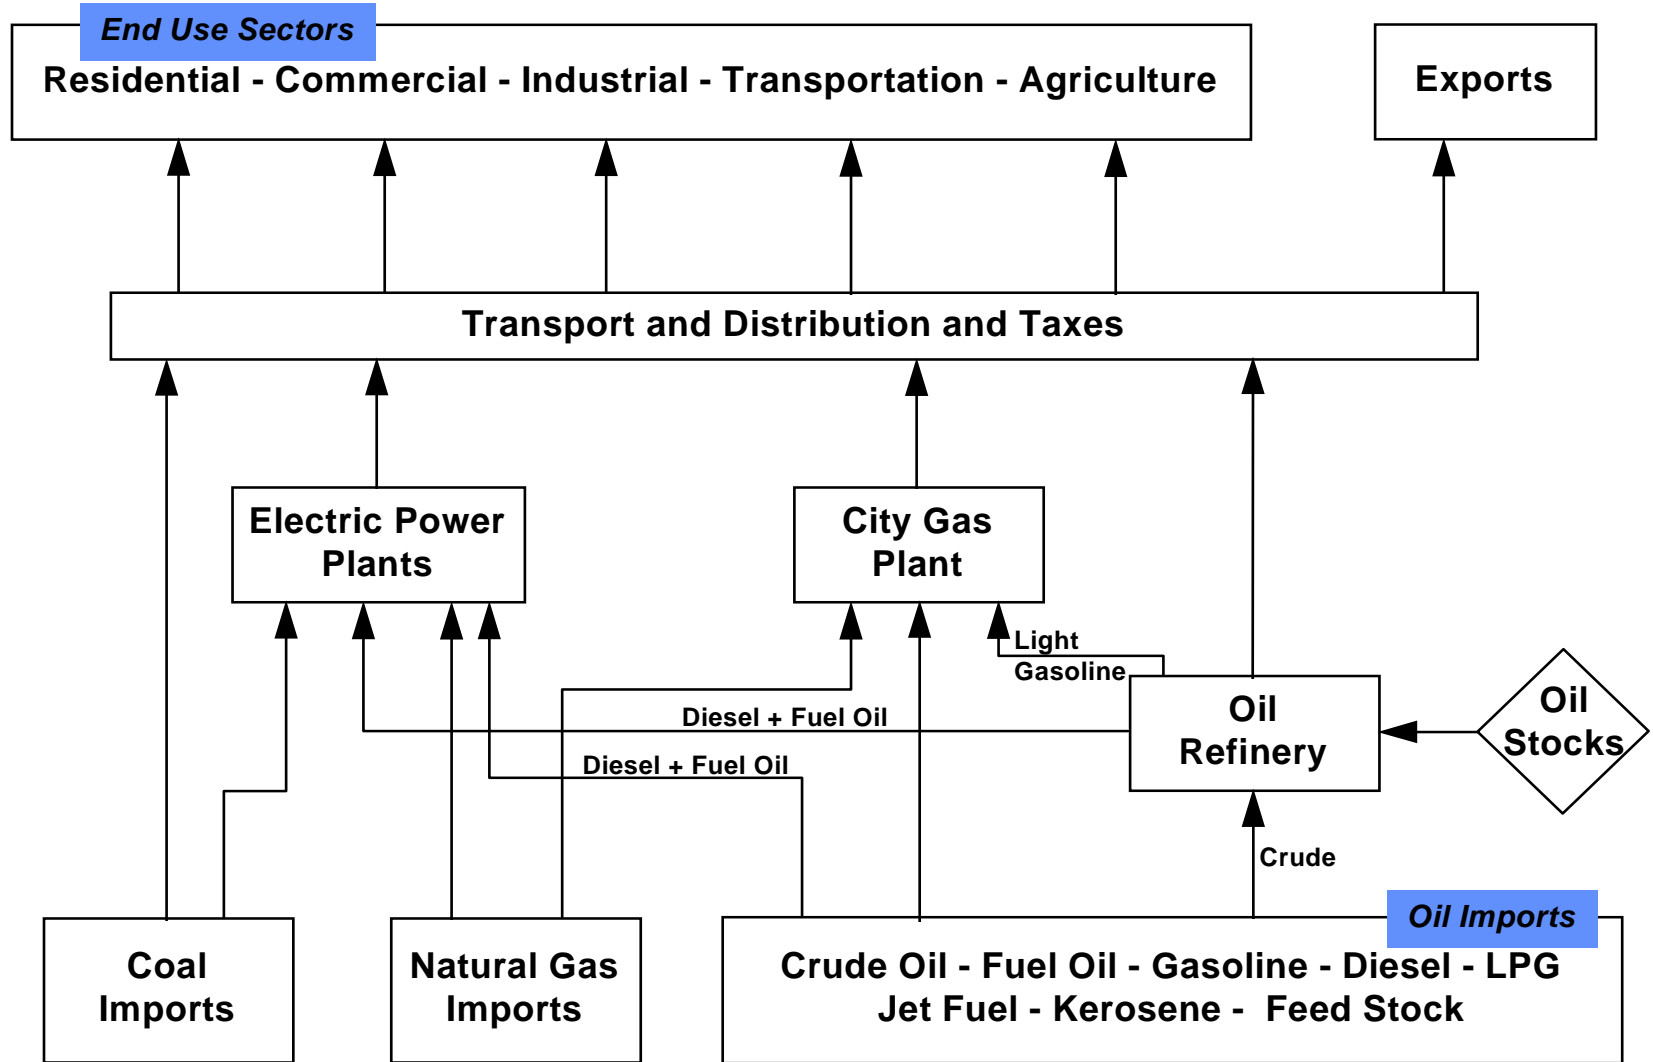 End Use Sectors
Residential - Commercial - Industrial - Transportation - Agriculture
Exports
Transport and Distribution and Taxes
Electric Power
Plants
City Gas
Plant
Light
Gasoline
Oil
Refinery
Oil
Stocks
Diesel + Fuel Oil
Diesel + Fuel Oil
Crude
Oil Imports
Coal
Imports
Natural Gas
Imports
Crude Oil - Fuel Oil - Gasoline - Diesel - LPG
Jet Fuel - Kerosene - Feed Stock